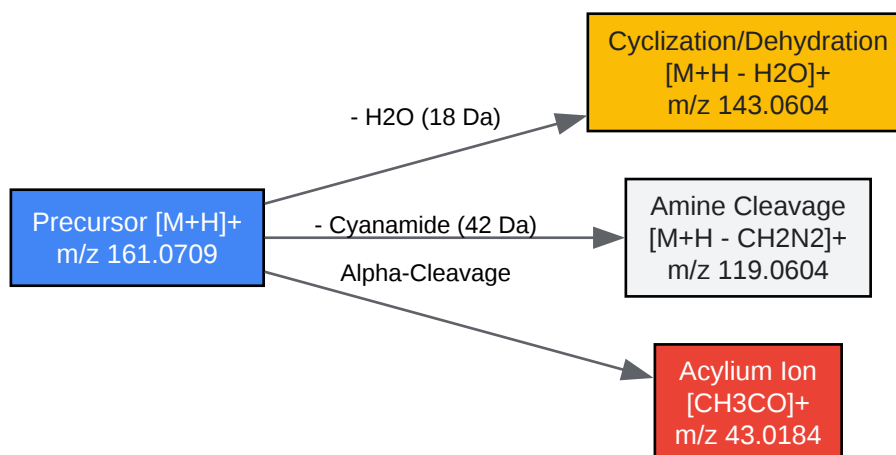 Cyclization/Dehydration
[M+H - H2O]+
m/z 143.0604
- H2O (18 Da)
Precursor [M+H]+
m/z 161.0709
- Cyanamide (42 Da)
Amine Cleavage
[M+H - CH2N2]+
m/z 119.0604
Alpha-Cleavage
Acylium Ion
[CH3CO]+
m/z 43.0184